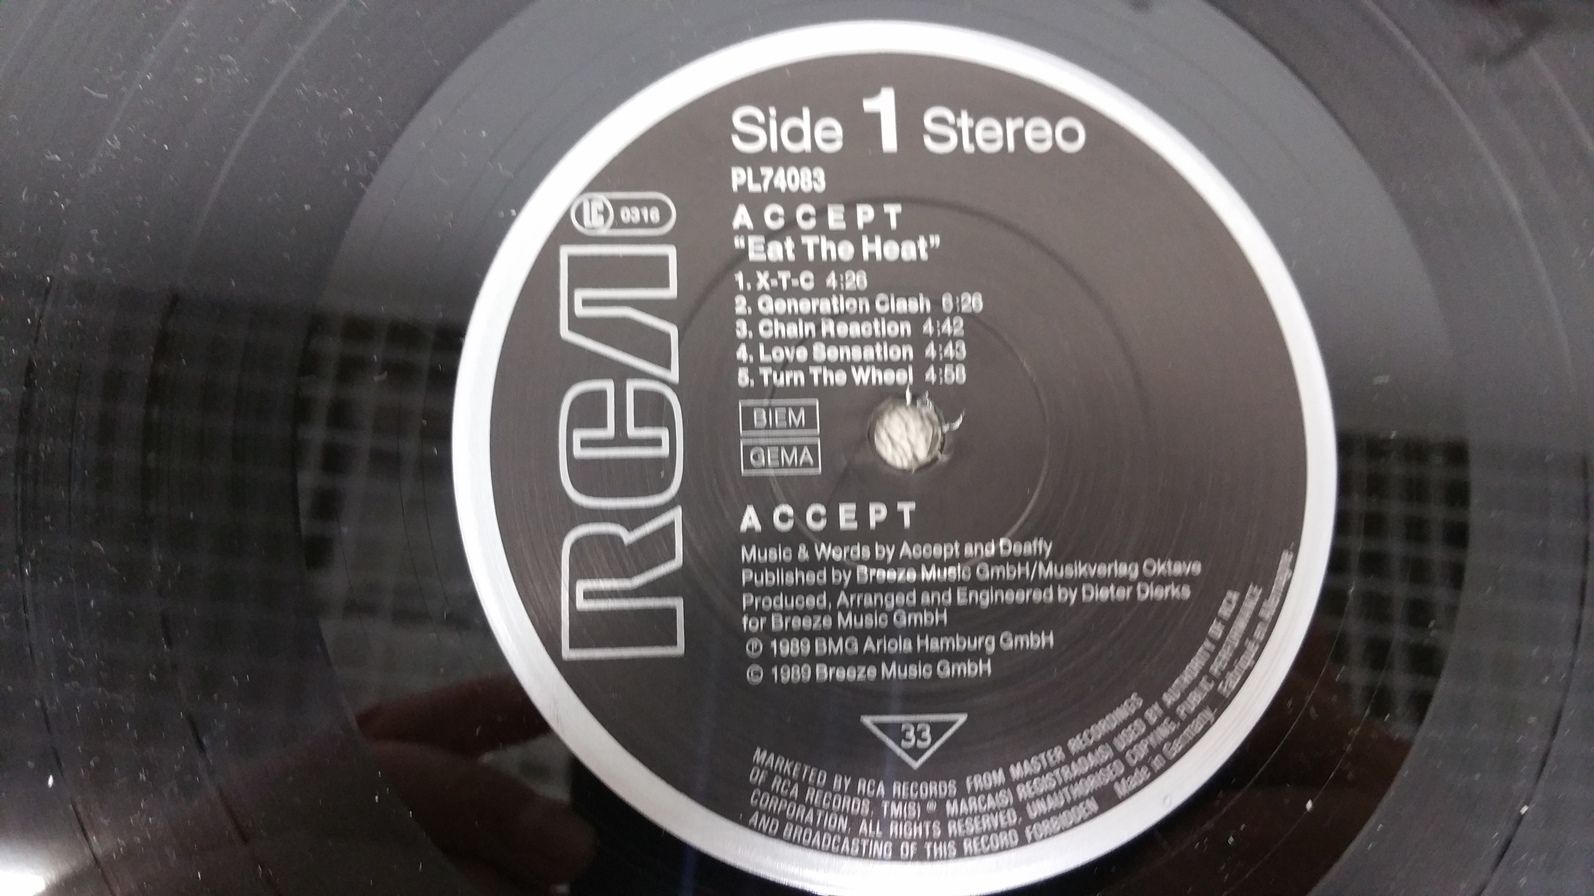 Side 1 Stereo
PL74083
LC 0316
RCA
ACCEPT
“Eat The Heat”
1. X-T-C 4:26
2. Generation Clash 6:26
3. Chain Reaction 4:42
4. Love Sensation 4:43
5. Turn The Wheel 4:58
BIEM
GEMA
ACCEPT
Music & Words by Accept and Deaffy
Published by Breeze Music GmbH/Musikverlag Oktave
Produced, Arranged and Engineered by Dieter Dierks
for Breeze Music GmbH
℗ 1989 BMG Ariola Hamburg GmbH
© 1989 Breeze Music GmbH
33
MARKETED BY RCA RECORDS FROM MASTER RECORDINGS
OF RCA RECORDS, TM(S) ® MARCA(S) REGISTRADA(S) USED BY AUTHORITY OF RCA
CORPORATION. ALL RIGHTS RESERVED. UNAUTHORISED COPYING, PUBLIC PERFORMANCE
AND BROADCASTING OF THIS RECORD FORBIDDEN Made in Germany. Fabriqué en Allemagne.